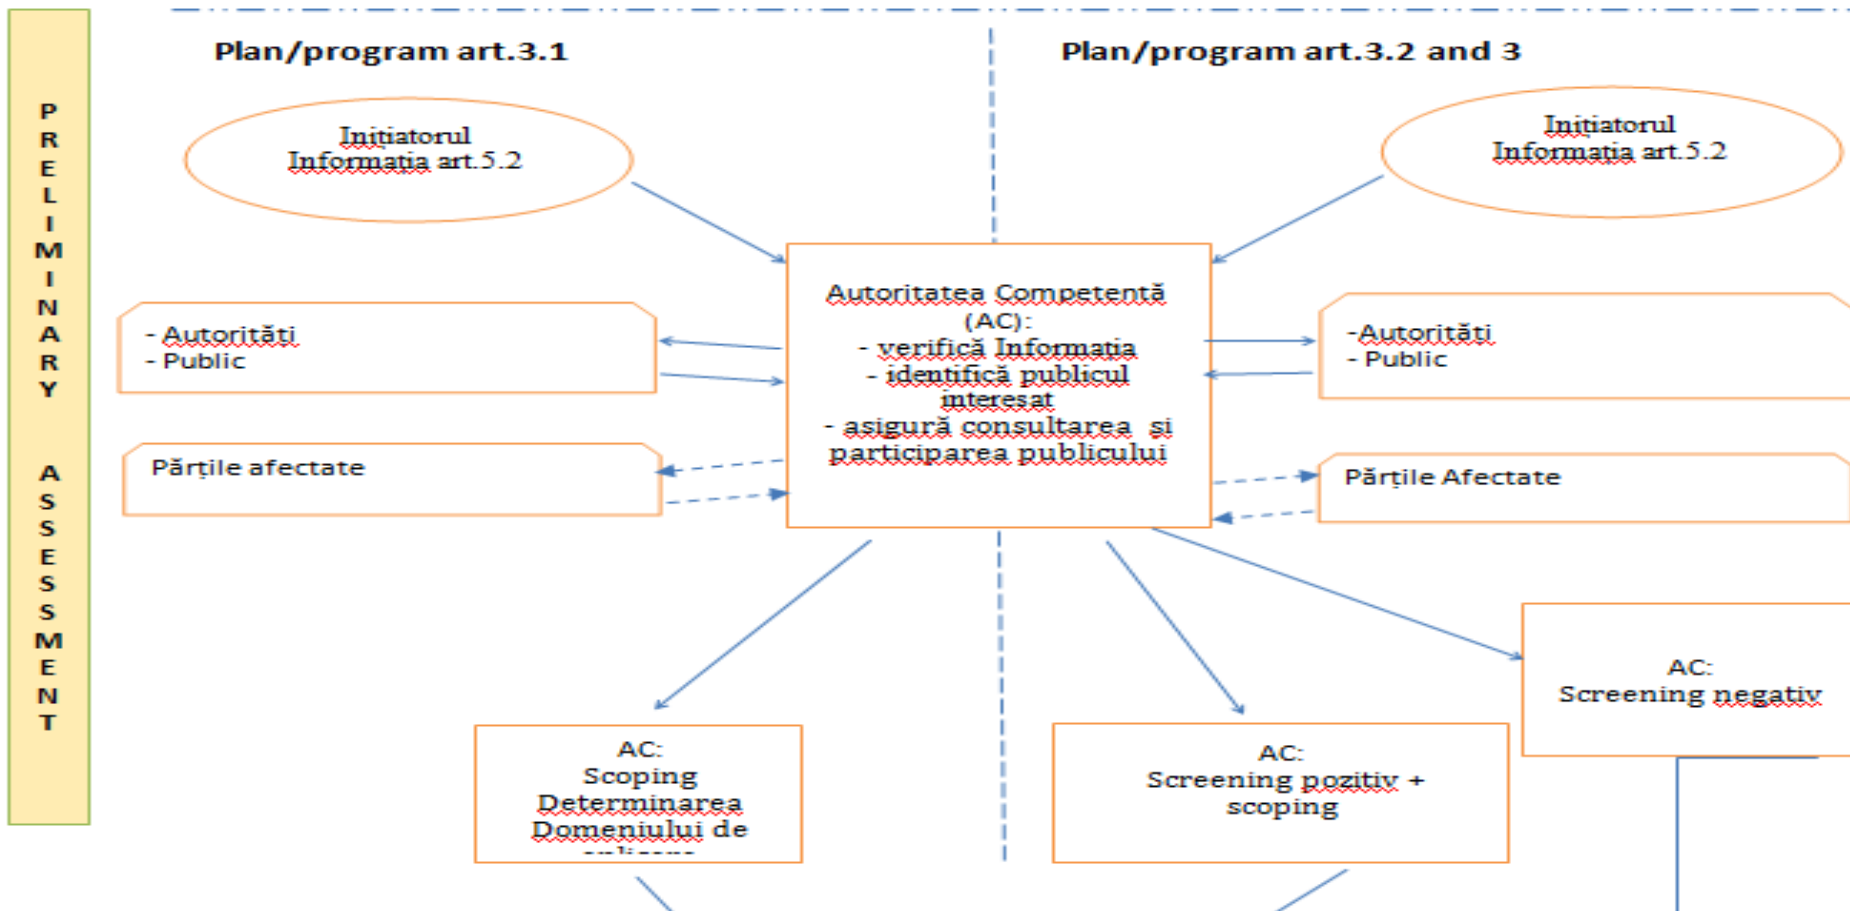 PRELIMINARY ASSESSMENT
Plan/program art.3.1
Plan/program art.3.2 and 3
Inițiatorul
Informația art.5.2
Inițiatorul
Informația art.5.2
Autoritatea Competentă
(AC):
- verifică Informația
- identifică publicul
interesat
- asigură consultarea și
participarea publicului
- Autorități
- Public
-Autorități
- Public
Părțile afectate
Părțile Afectate
AC:
Screening negativ
AC:
Scoping
Determinarea
Domeniului de
AC:
Screening pozitiv +
scoping